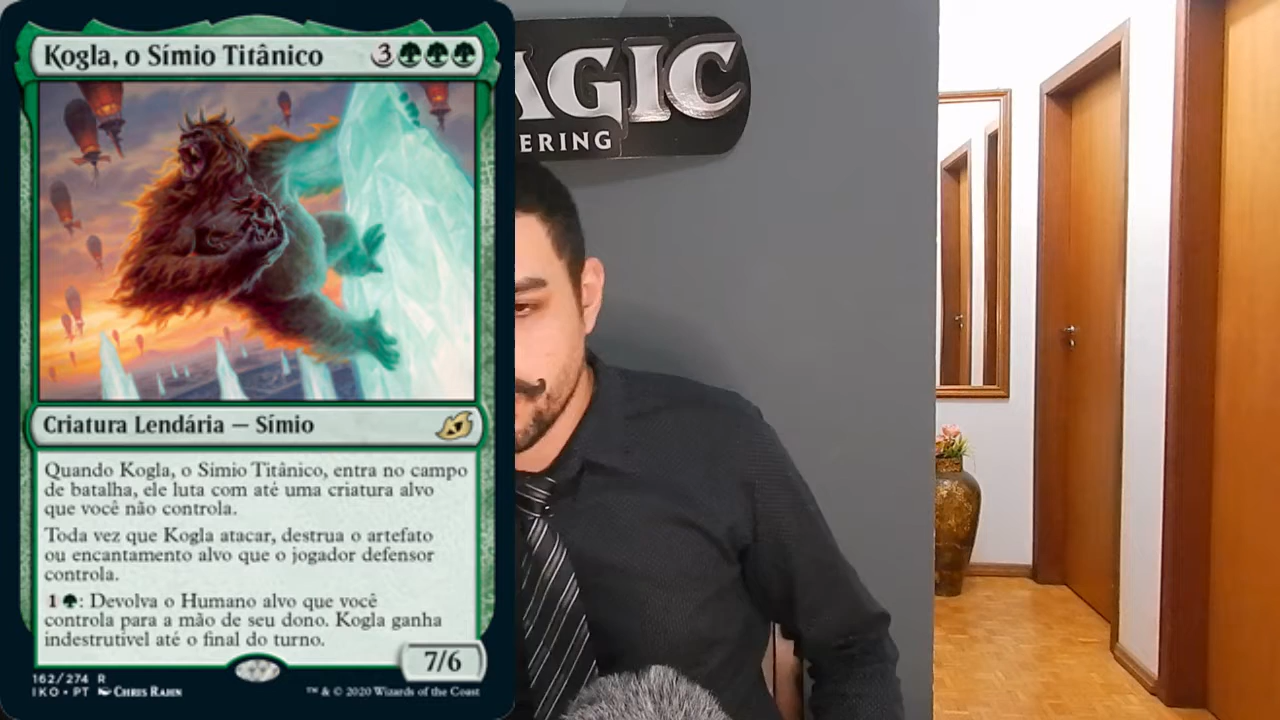 Kogla, o Símio Titânico 3
Criatura Lendária — Símio
Quando Kogla, o Símio Titânico, entra no campo
de batalha, ele luta com até uma criatura alvo
que você não controla.
Toda vez que Kogla atacar, destrua o artefato
ou encantamento alvo que o jogador defensor
controla.
1 : Devolva o Humano alvo que você
controla para a mão de seu dono. Kogla ganha
indestrutível até o final do turno.
7/6
162/274 R
IKO • PT Chris Rahn
™ & © 2020 Wizards of the Coast
AGIC
ERING